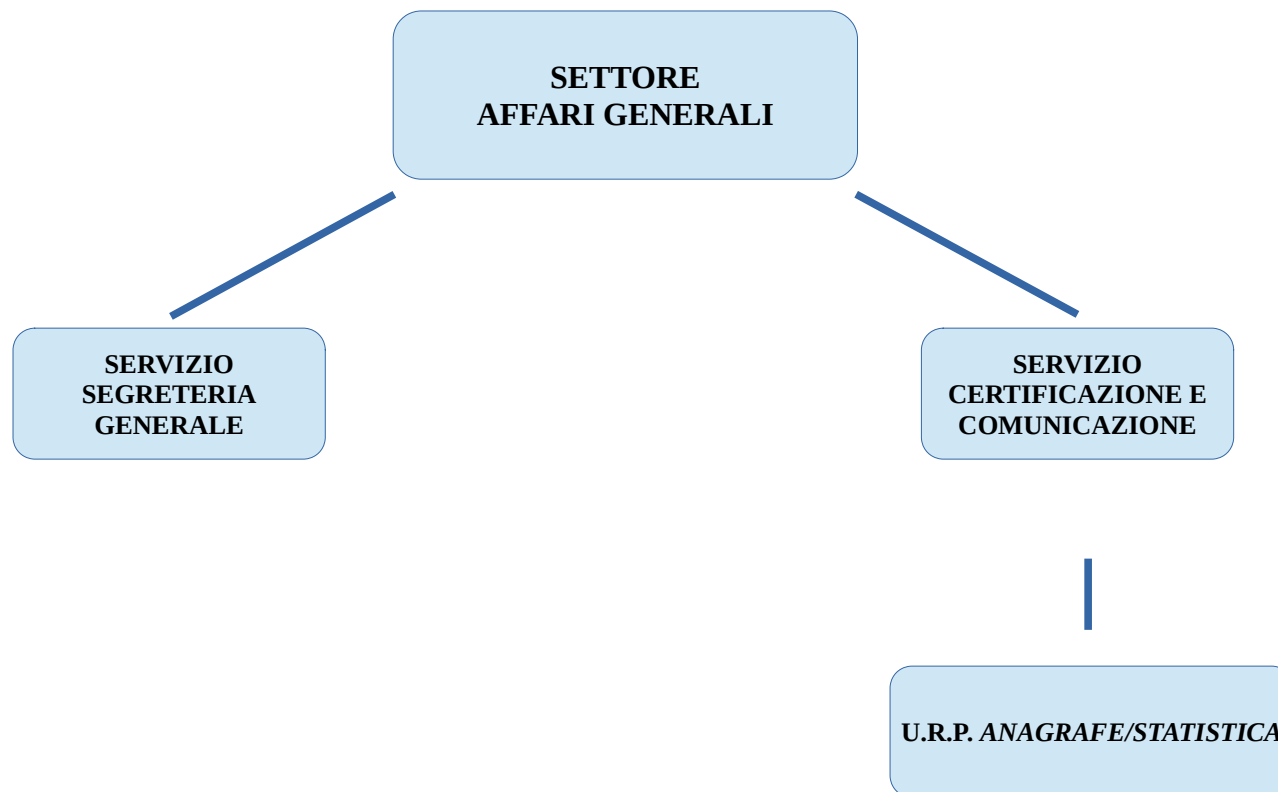 SETTORE
AFFARI GENERALI
SERVIZIO
SEGRETERIA
GENERALE
SERVIZIO
CERTIFICAZIONE E
COMUNICAZIONE
U.R.P. ANAGRAFE/STATISTICA